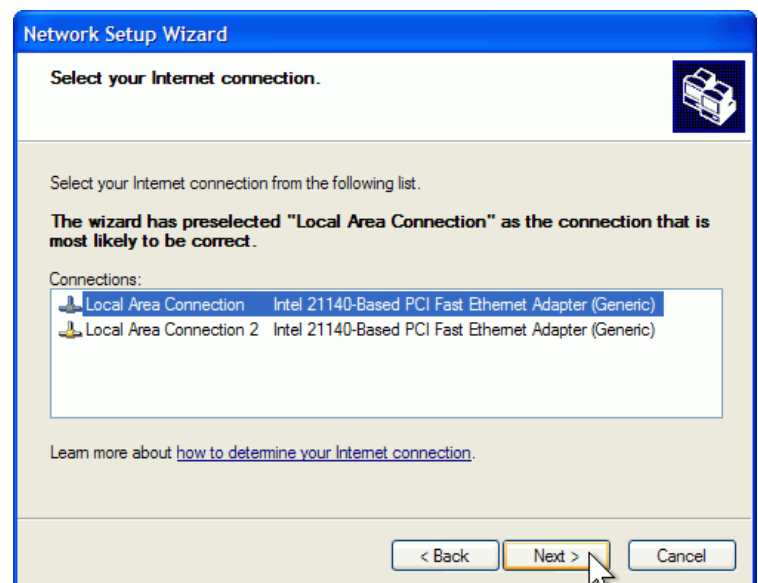 Network Setup Wizard
Select your Internet connection.
Select your Internet connection from the following list.
The wizard has preselected "Local Area Connection" as the connection that is
most likely to be correct.
Connections:
Local Area Connection Intel 21140-Based PCI Fast Ethernet Adapter (Generic)
Local Area Connection 2 Intel 21140-Based PCI Fast Ethernet Adapter (Generic)
Learn more about how to determine your Internet connection.
< Back Next > Cancel